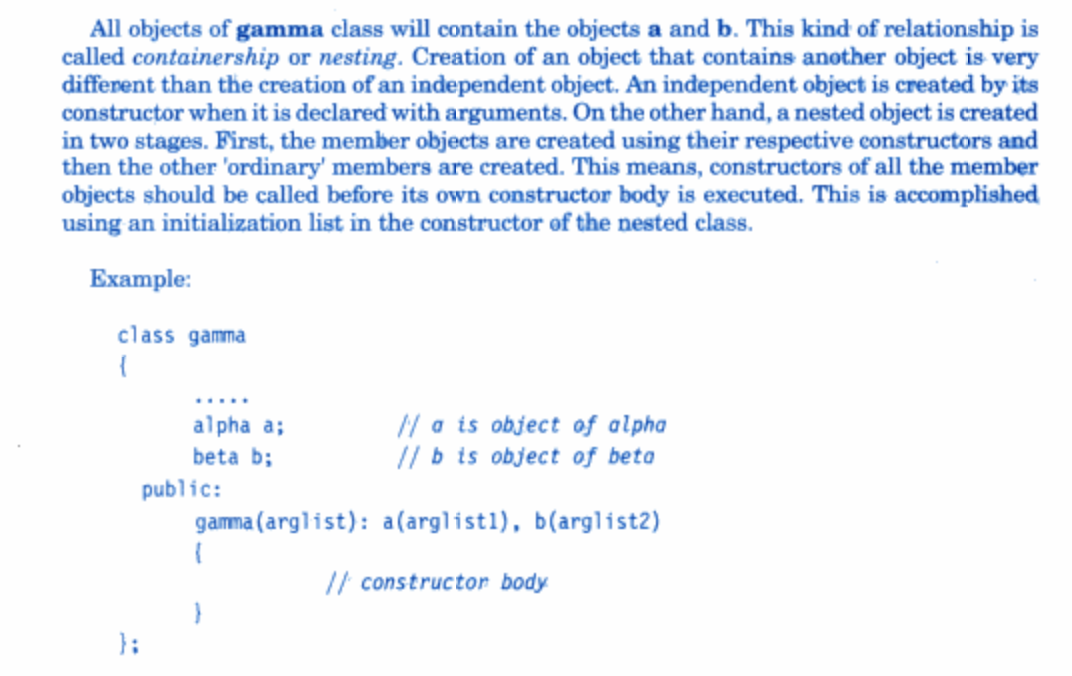 All objects of gamma class will contain the objects a and b. This kind of relationship is
called containership or nesting. Creation of an object that contains another object is very
different than the creation of an independent object. An independent object is created by its
constructor when it is declared with arguments. On the other hand, a nested object is created
in two stages. First, the member objects are created using their respective constructors and
then the other 'ordinary' members are created. This means, constructors of all the member
objects should be called before its own constructor body is executed. This is accomplished
using an initialization list in the constructor of the nested class.
Example:
class gamma
{
.....
alpha a; // a is object of alpha
beta b; // b is object of beta
public:
gamma(arglist): a(arglist1), b(arglist2)
{
// constructor body
}
};